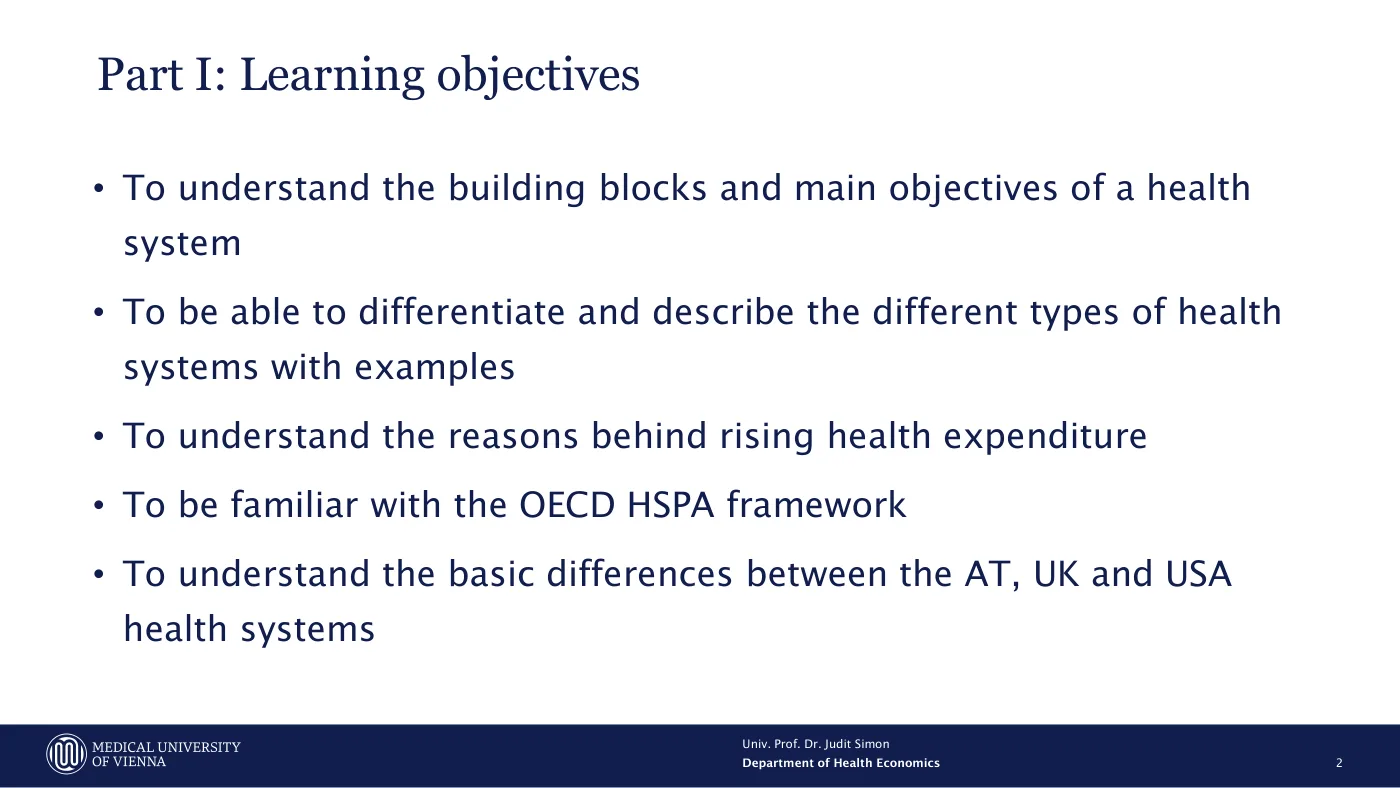 Part I: Learning objectives
• To understand the building blocks and main objectives of a health
system
• To be able to differentiate and describe the different types of health
systems with examples
• To understand the reasons behind rising health expenditure
• To be familiar with the OECD HSPA framework
• To understand the basic differences between the AT, UK and USA
health systems
MEDICAL UNIVERSITY
OF VIENNA
Univ. Prof. Dr. Judit Simon
Department of Health Economics
2